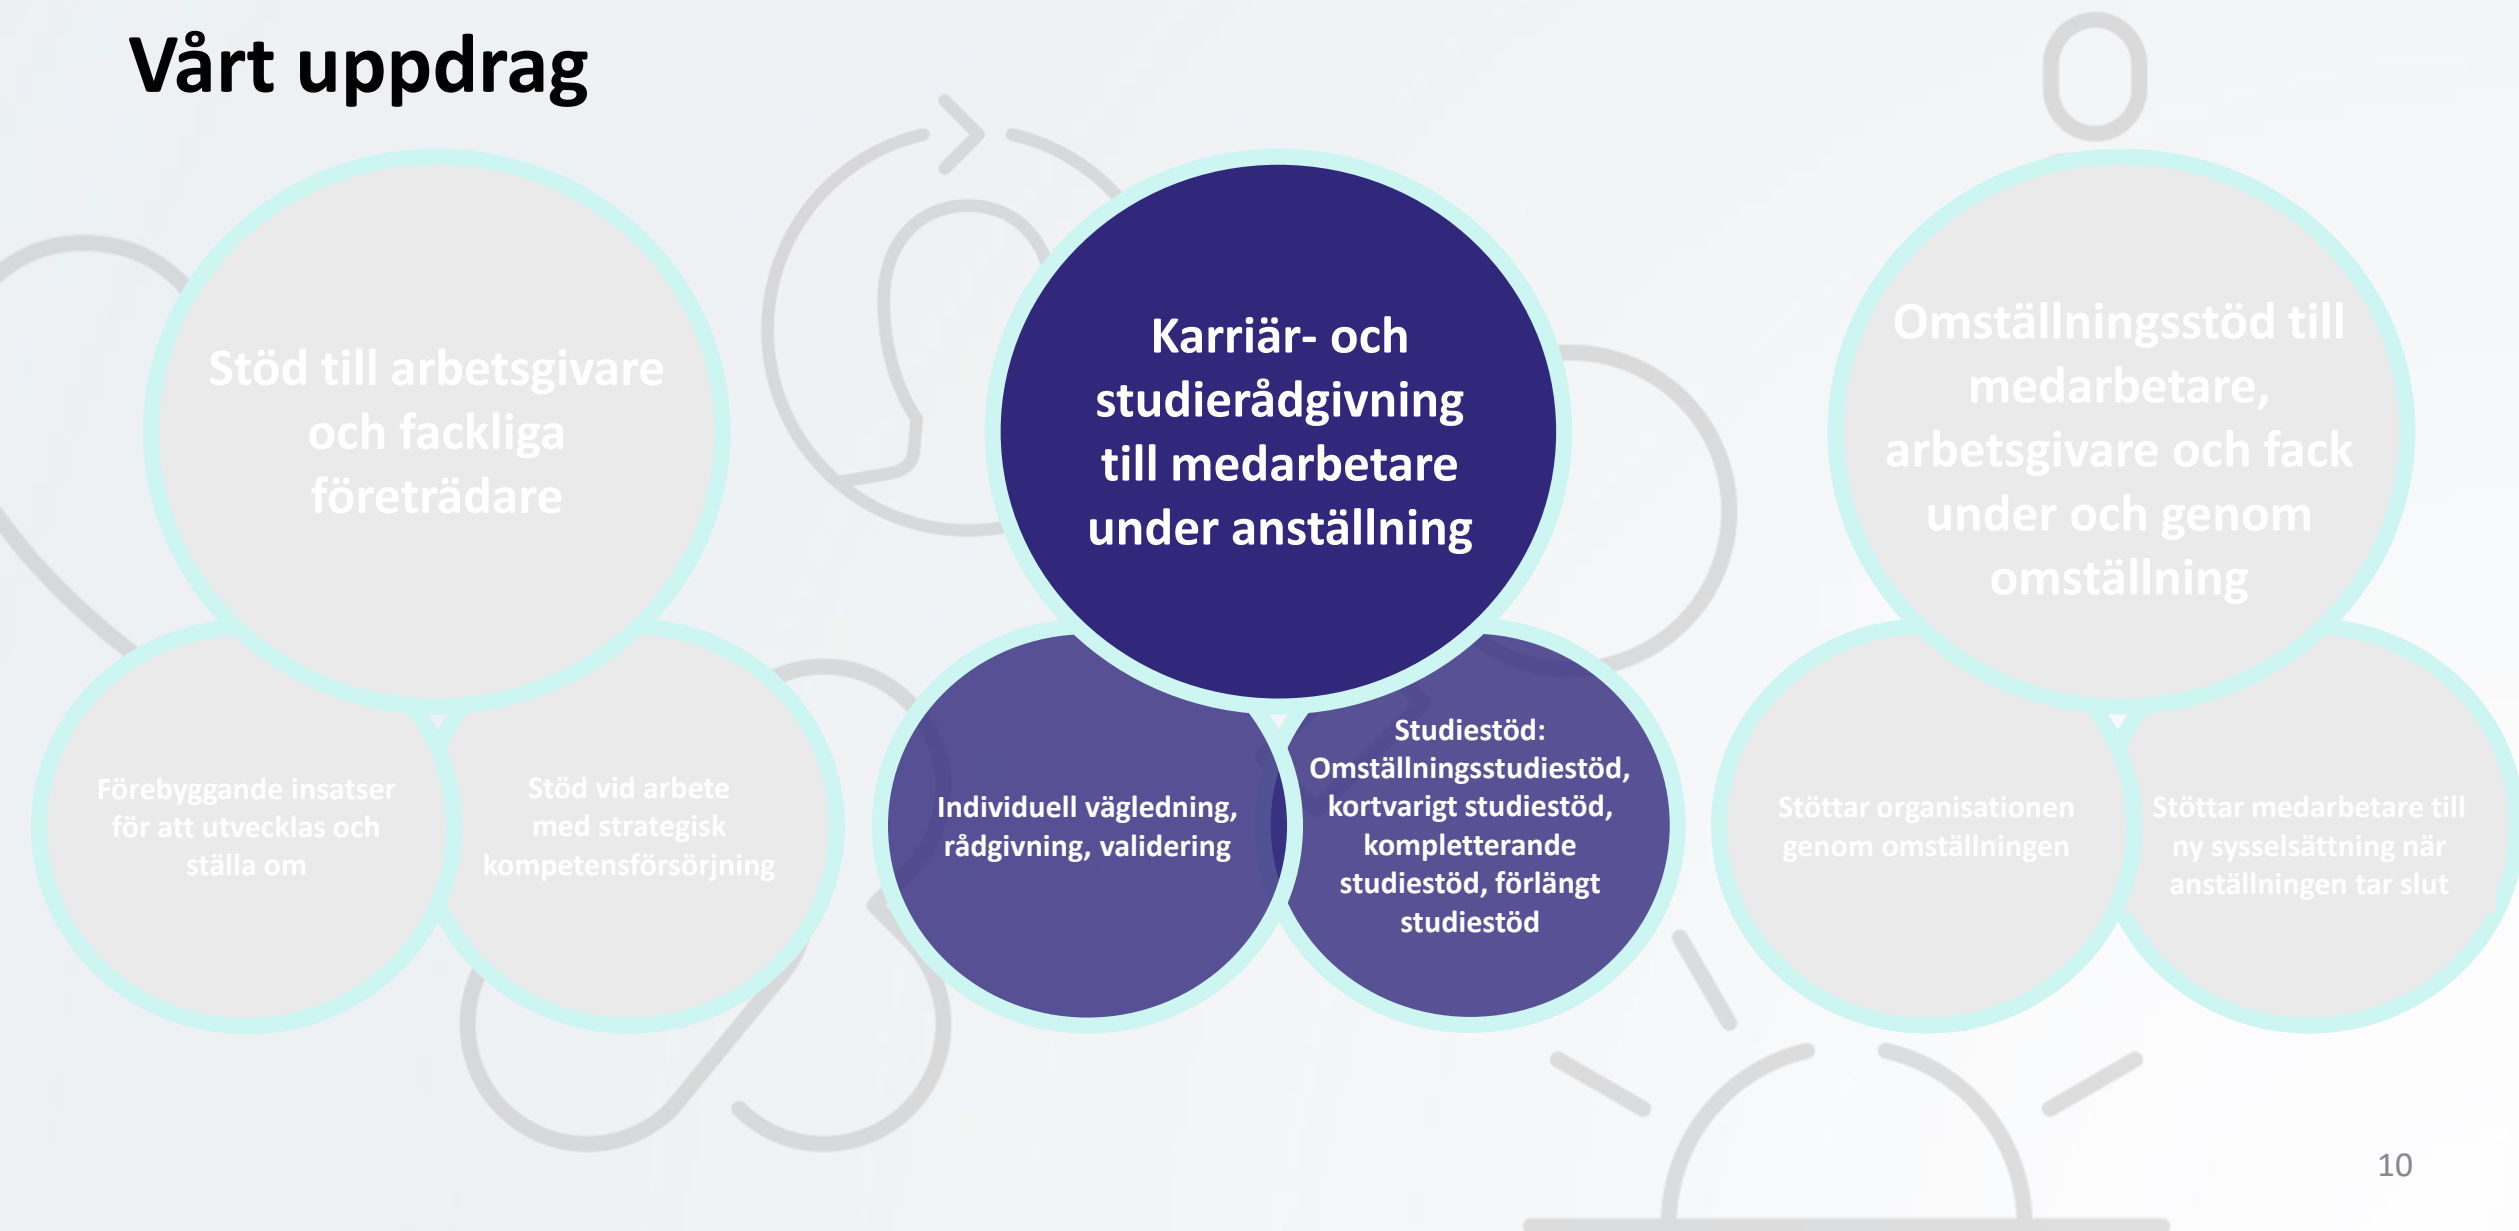 Vårt uppdrag
Stöd till arbetsgivare
och fackliga
företrädare
Förebyggande insatser
för att utvecklas och
ställa om
Stöd vid arbete
med strategisk
kompetensförsörjning
Karriär- och
studierådgivning
till medarbetare
under anställning
Individuell vägledning,
rådgivning, validering
Studiestöd:
Omställningsstudiestöd,
kortvarigt studiestöd,
kompletterande
studiestöd, förlängt
studiestöd
Omställningsstöd till
medarbetare,
arbetsgivare och fack
under och genom
omställning
Stöttar organisationen
genom omställningen
Stöttar medarbetare till
ny sysselsättning när
anställningen tar slut
10